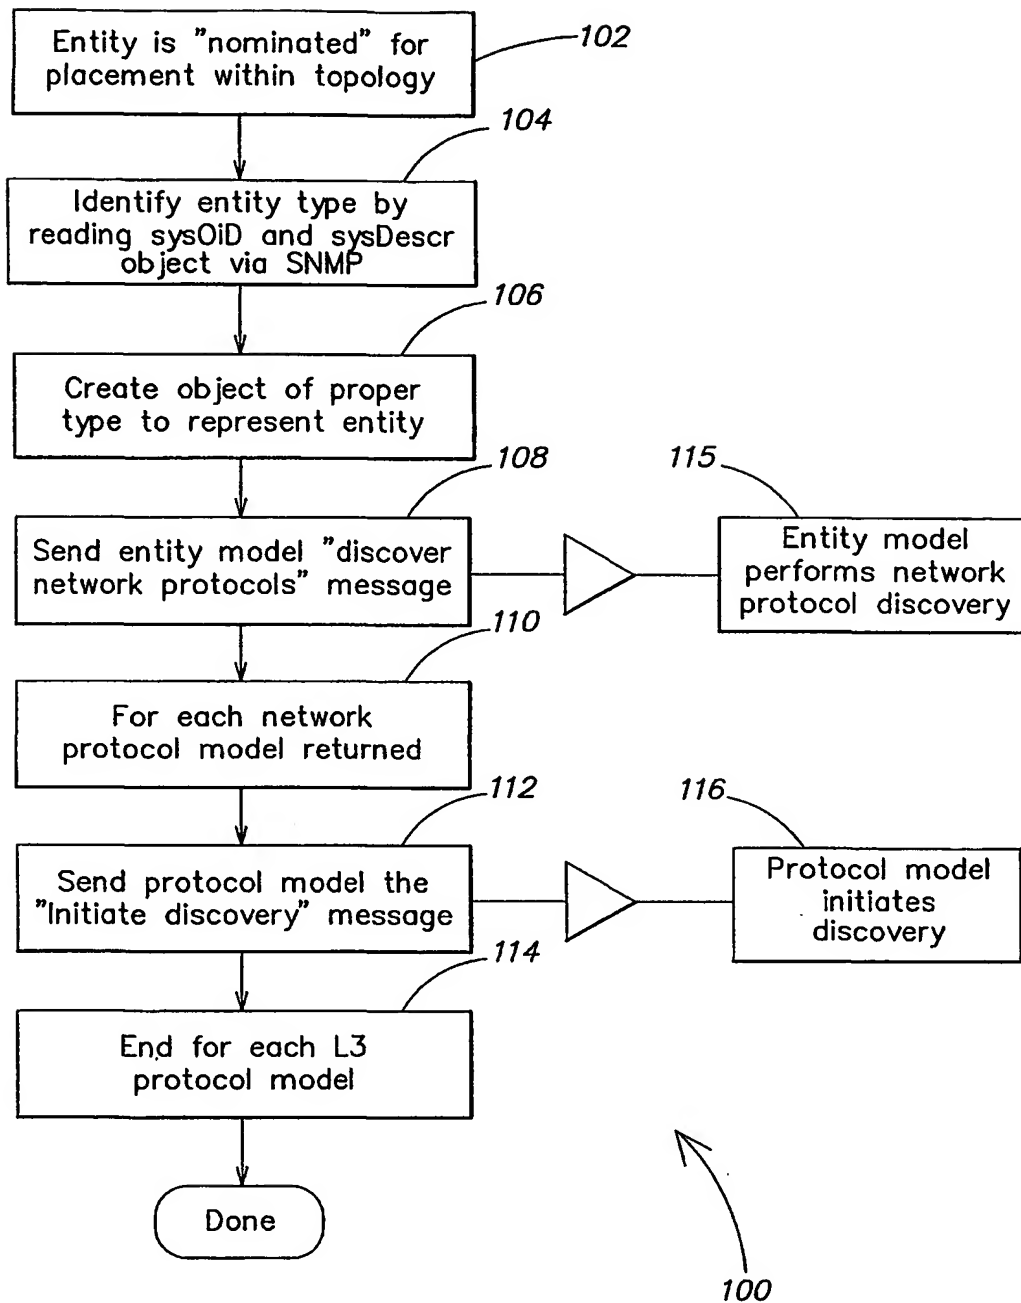 Entity is "nominated" for
placement within topology
102
104
Identify entity type by
reading sysOiD and sysDescr
object via SNMP
106
Create object of proper
type to represent entity
108
115
Send entity model "discover
network protocols" message
Entity model
performs network
protocol discovery
110
For each network
protocol model returned
112
116
Send protocol model the
"Initiate discovery" message
Protocol model
initiates
discovery
114
End for each L3
protocol model
Done
100